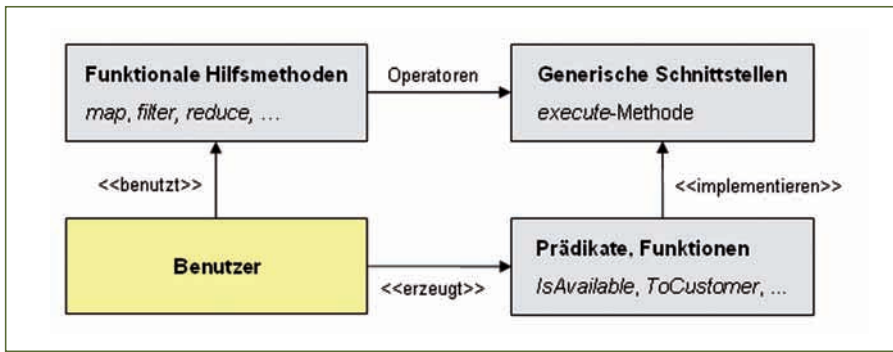 Funktionale Hilfsmethoden
map, filter, reduce, ...
Operatoren
Generische Schnittstellen
execute-Methode
<<benutzt>>
<<implementieren>>
Benutzer
<<erzeugt>>
Prädikate, Funktionen
IsAvailable, ToCustomer, ...